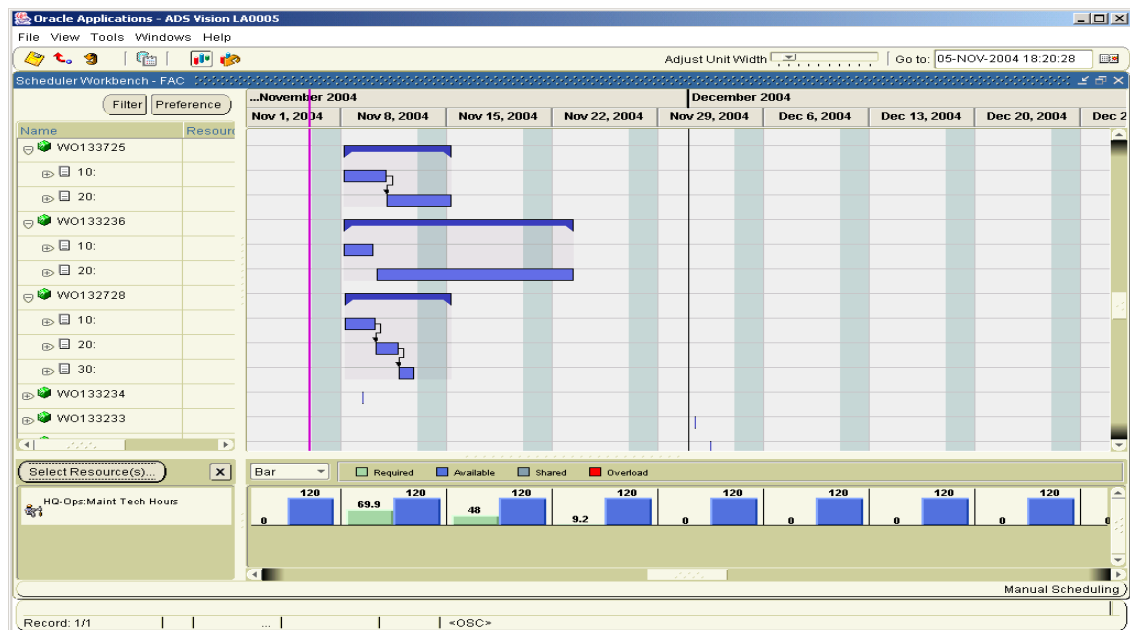 Oracle Applications - ADS Vision LA0005
File View Tools Windows Help
Adjust Unit Width
Go to: 05-NOV-2004 18:20:28
Scheduler Workbench - FAC
Filter Preference
...November 2004 December 2004
Nov 1, 2004 Nov 8, 2004 Nov 15, 2004 Nov 22, 2004 Nov 29, 2004 Dec 6, 2004 Dec 13, 2004 Dec 20, 2004 Dec 2
Name Resourc
WO133725
10:
20:
WO133236
10:
20:
WO132728
10:
20:
30:
WO133234
WO133233
Select Resource(s)...
Bar Required Available Shared Overload
HQ-Ops:Maint Tech Hours
0 120 69.9 120 48 120 9.2 120 0 120 0 120 0 120 0 120 0
Manual Scheduling
Record: 1/1 ... <OSC>